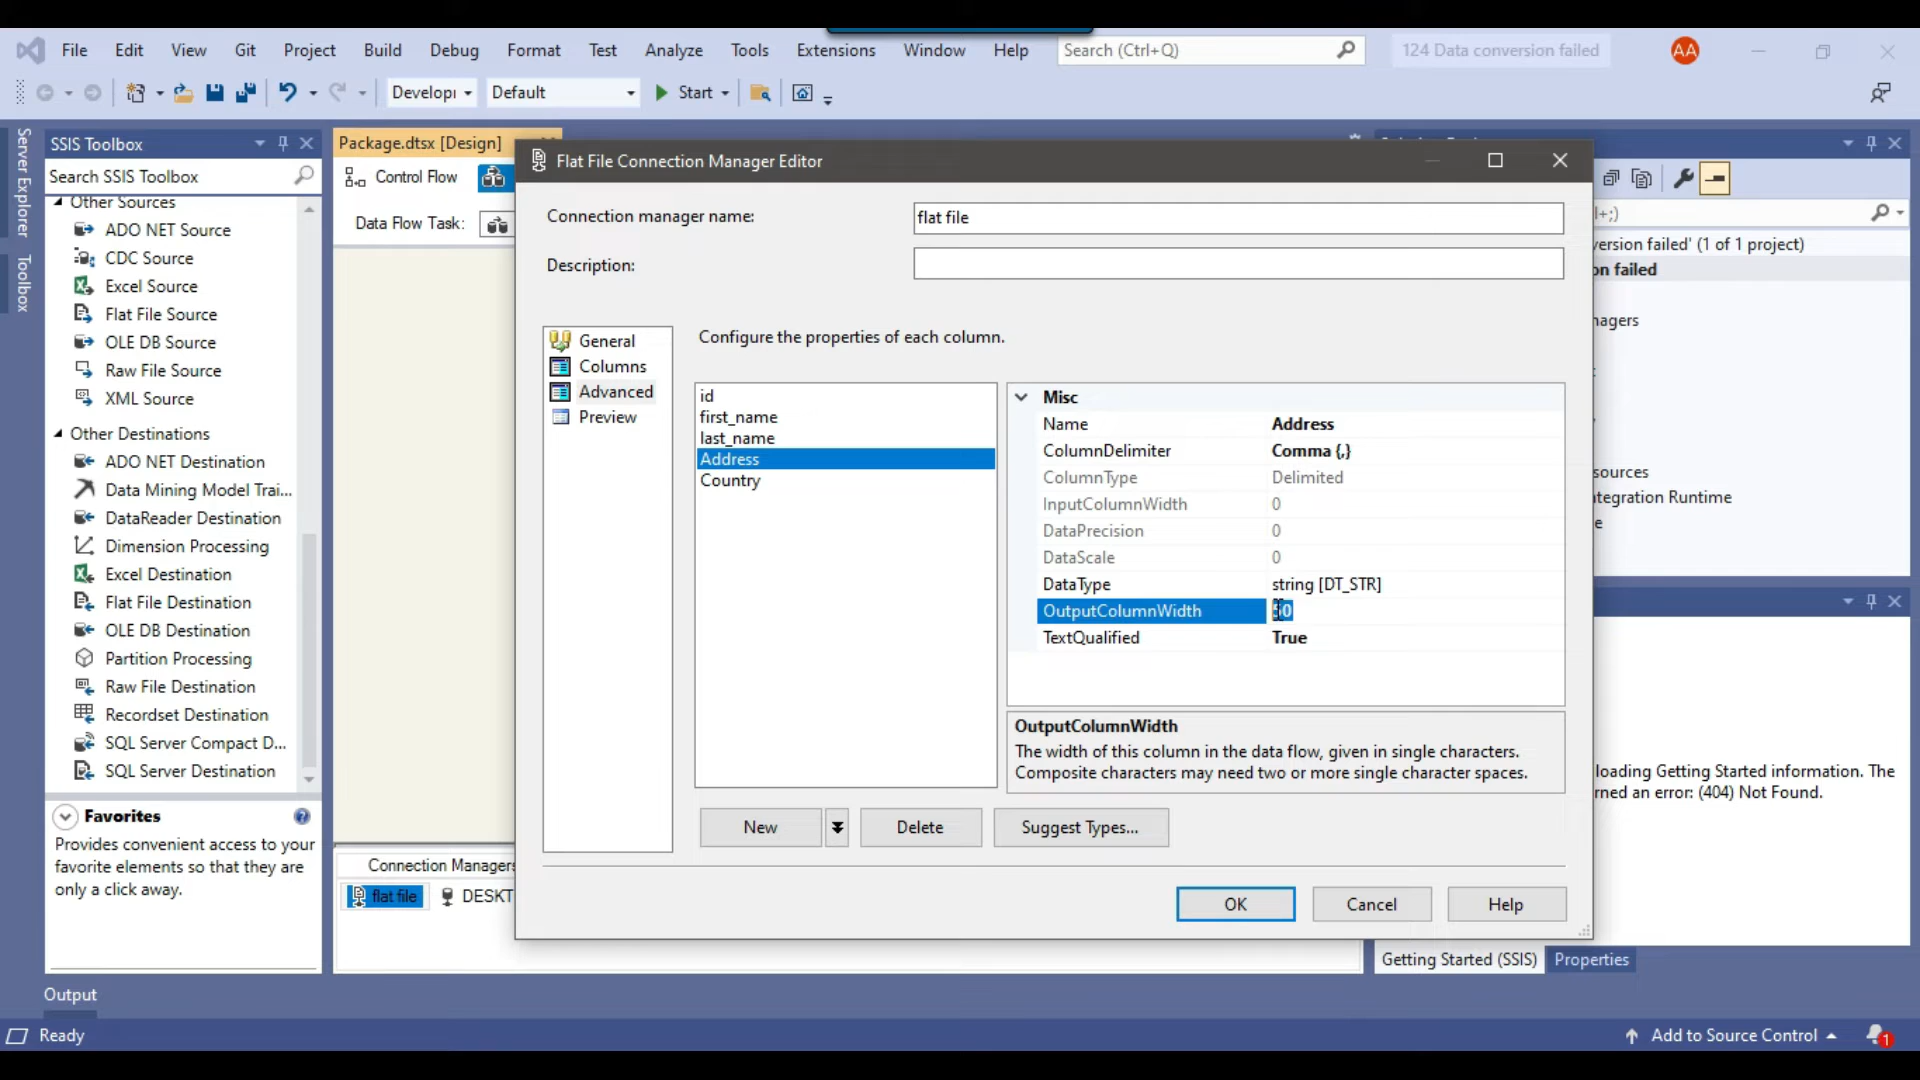 File Edit View Git Project Build Debug Format Test Analyze Tools Extensions Window Help Search (Ctrl+Q) 124 Data conversion failed AA
Developi Default Start
Server Explorer
Toolbox
SSIS Toolbox
Search SSIS Toolbox
Other Sources
ADO NET Source
CDC Source
Excel Source
Flat File Source
OLE DB Source
Raw File Source
XML Source
Other Destinations
ADO NET Destination
Data Mining Model Trai...
DataReader Destination
Dimension Processing
Excel Destination
Flat File Destination
OLE DB Destination
Partition Processing
Raw File Destination
Recordset Destination
SQL Server Compact D...
SQL Server Destination
Favorites
Provides convenient access to your
favorite elements so that they are
only a click away.
Package.dtsx [Design]
Control Flow
Data Flow Task:
Connection Managers
flat file DESKT
Flat File Connection Manager Editor
Connection manager name: flat file
Description:
General
Columns
Advanced
Preview
Configure the properties of each column.
id
first_name
last_name
Address
Country
Misc
Name Address
ColumnDelimiter Comma {,}
ColumnType Delimited
InputColumnWidth 0
DataPrecision 0
DataScale 0
DataType string [DT_STR]
OutputColumnWidth 50
TextQualified True
OutputColumnWidth
The width of this column in the data flow, given in single characters.
Composite characters may need two or more single character spaces.
New Delete Suggest Types...
OK Cancel Help
l+;)
version failed' (1 of 1 project)
on failed
nagers
sources
ntegration Runtime
e
loading Getting Started information. The
rned an error: (404) Not Found.
Getting Started (SSIS) Properties
Output
Ready Add to Source Control 1